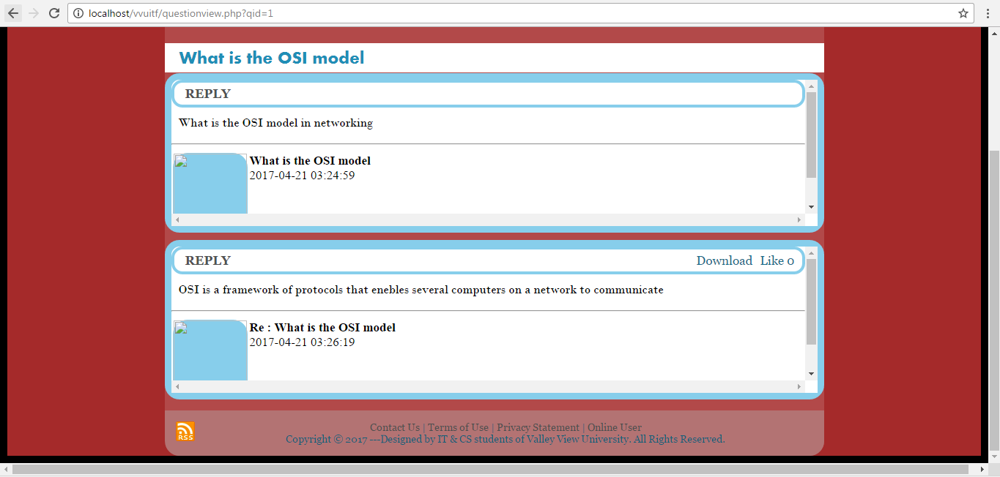 localhost/vvuitf/questionview.php?qid=1
What is the OSI model
REPLY
What is the OSI model in networking
What is the OSI model
2017-04-21 03:24:59
REPLY Download Like 0
OSI is a framework of protocols that enebles several computers on a network to communicate
Re : What is the OSI model
2017-04-21 03:26:19
RSS
Contact Us | Terms of Use | Privacy Statement | Online User
Copyright © 2017 ---Designed by IT & CS students of Valley View University. All Rights Reserved.